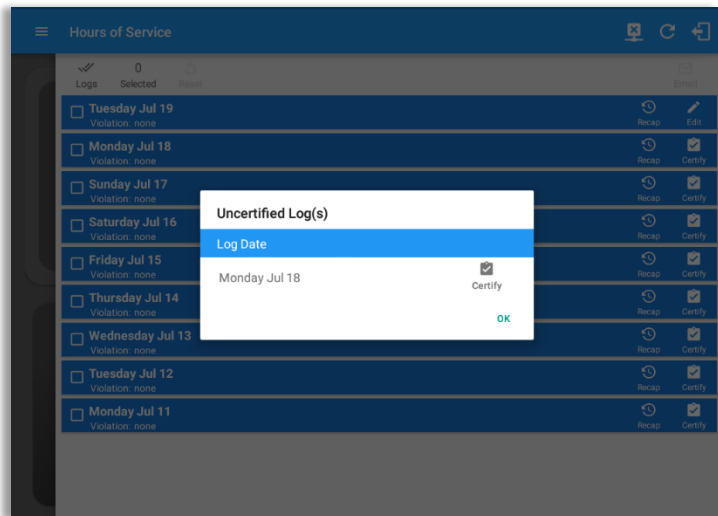 Hours of Service
Logs
0
Selected
Reset
Email
Tuesday Jul 19
Violation: none
Recap
Edit
Monday Jul 18
Violation: none
Recap
Certify
Sunday Jul 17
Violation: none
Recap
Certify
Saturday Jul 16
Violation: none
Recap
Certify
Friday Jul 15
Violation: none
Recap
Certify
Thursday Jul 14
Violation: none
Recap
Certify
Wednesday Jul 13
Violation: none
Recap
Certify
Tuesday Jul 12
Violation: none
Recap
Certify
Monday Jul 11
Violation: none
Recap
Certify
Uncertified Log(s)
Log Date
Monday Jul 18
Certify
OK